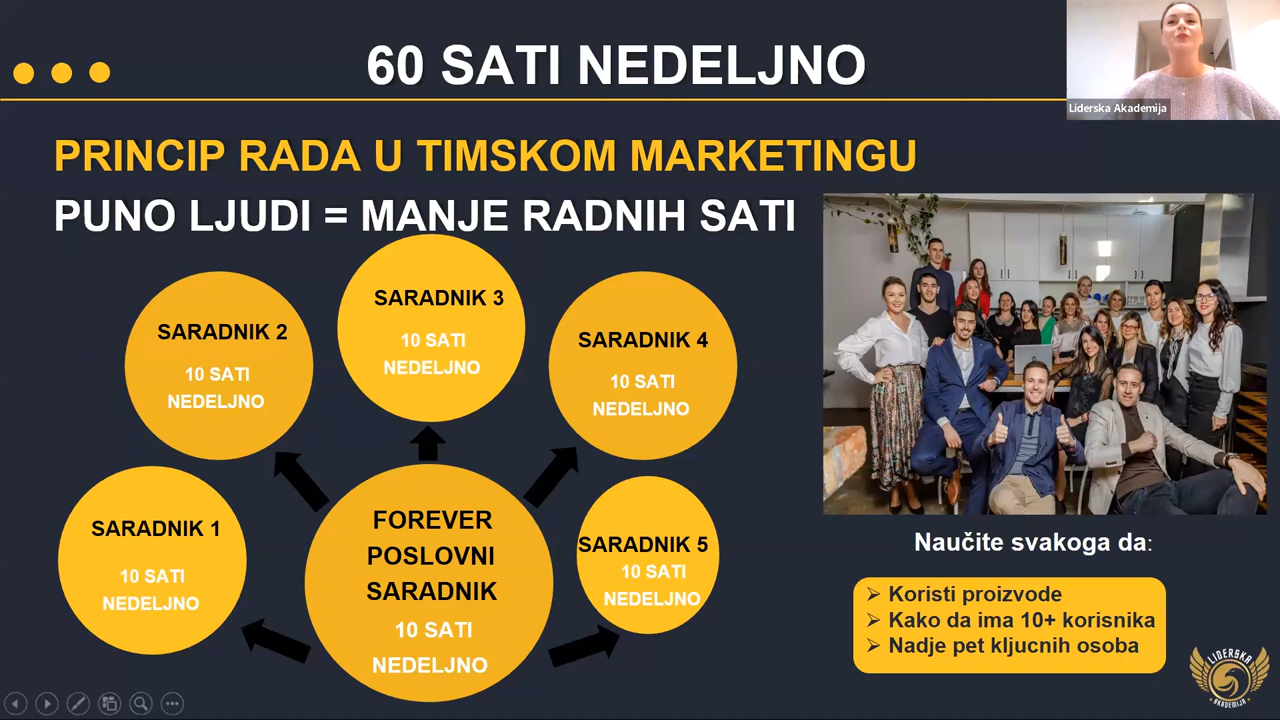 60 SATI NEDELJNO
Liderska Akademija
PRINCIP RADA U TIMSKOM MARKETINGU
PUNO LJUDI = MANJE RADNIH SATI
SARADNIK 1
10 SATI
NEDELJNO
SARADNIK 2
10 SATI
NEDELJNO
SARADNIK 3
10 SATI
NEDELJNO
SARADNIK 4
10 SATI
NEDELJNO
SARADNIK 5
10 SATI
NEDELJNO
FOREVER
POSLOVNI
SARADNIK
10 SATI
NEDELJNO
Naučite svakoga da:
Koristi proizvode
Kako da ima 10+ korisnika
Nadje pet kljucnih osoba
LIDERSKA
AKADEMIJA